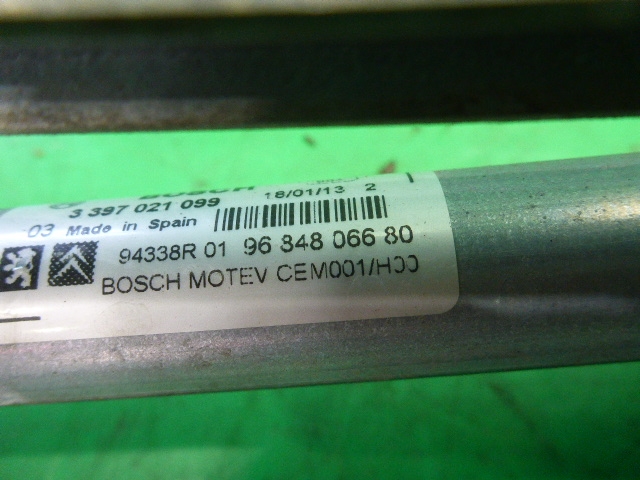 BOSCH 18/01/13 2
3 397 021 099
-03 Made in Spain
94338R 01 96 848 066 80
BOSCH MOTEV CEM001/H00